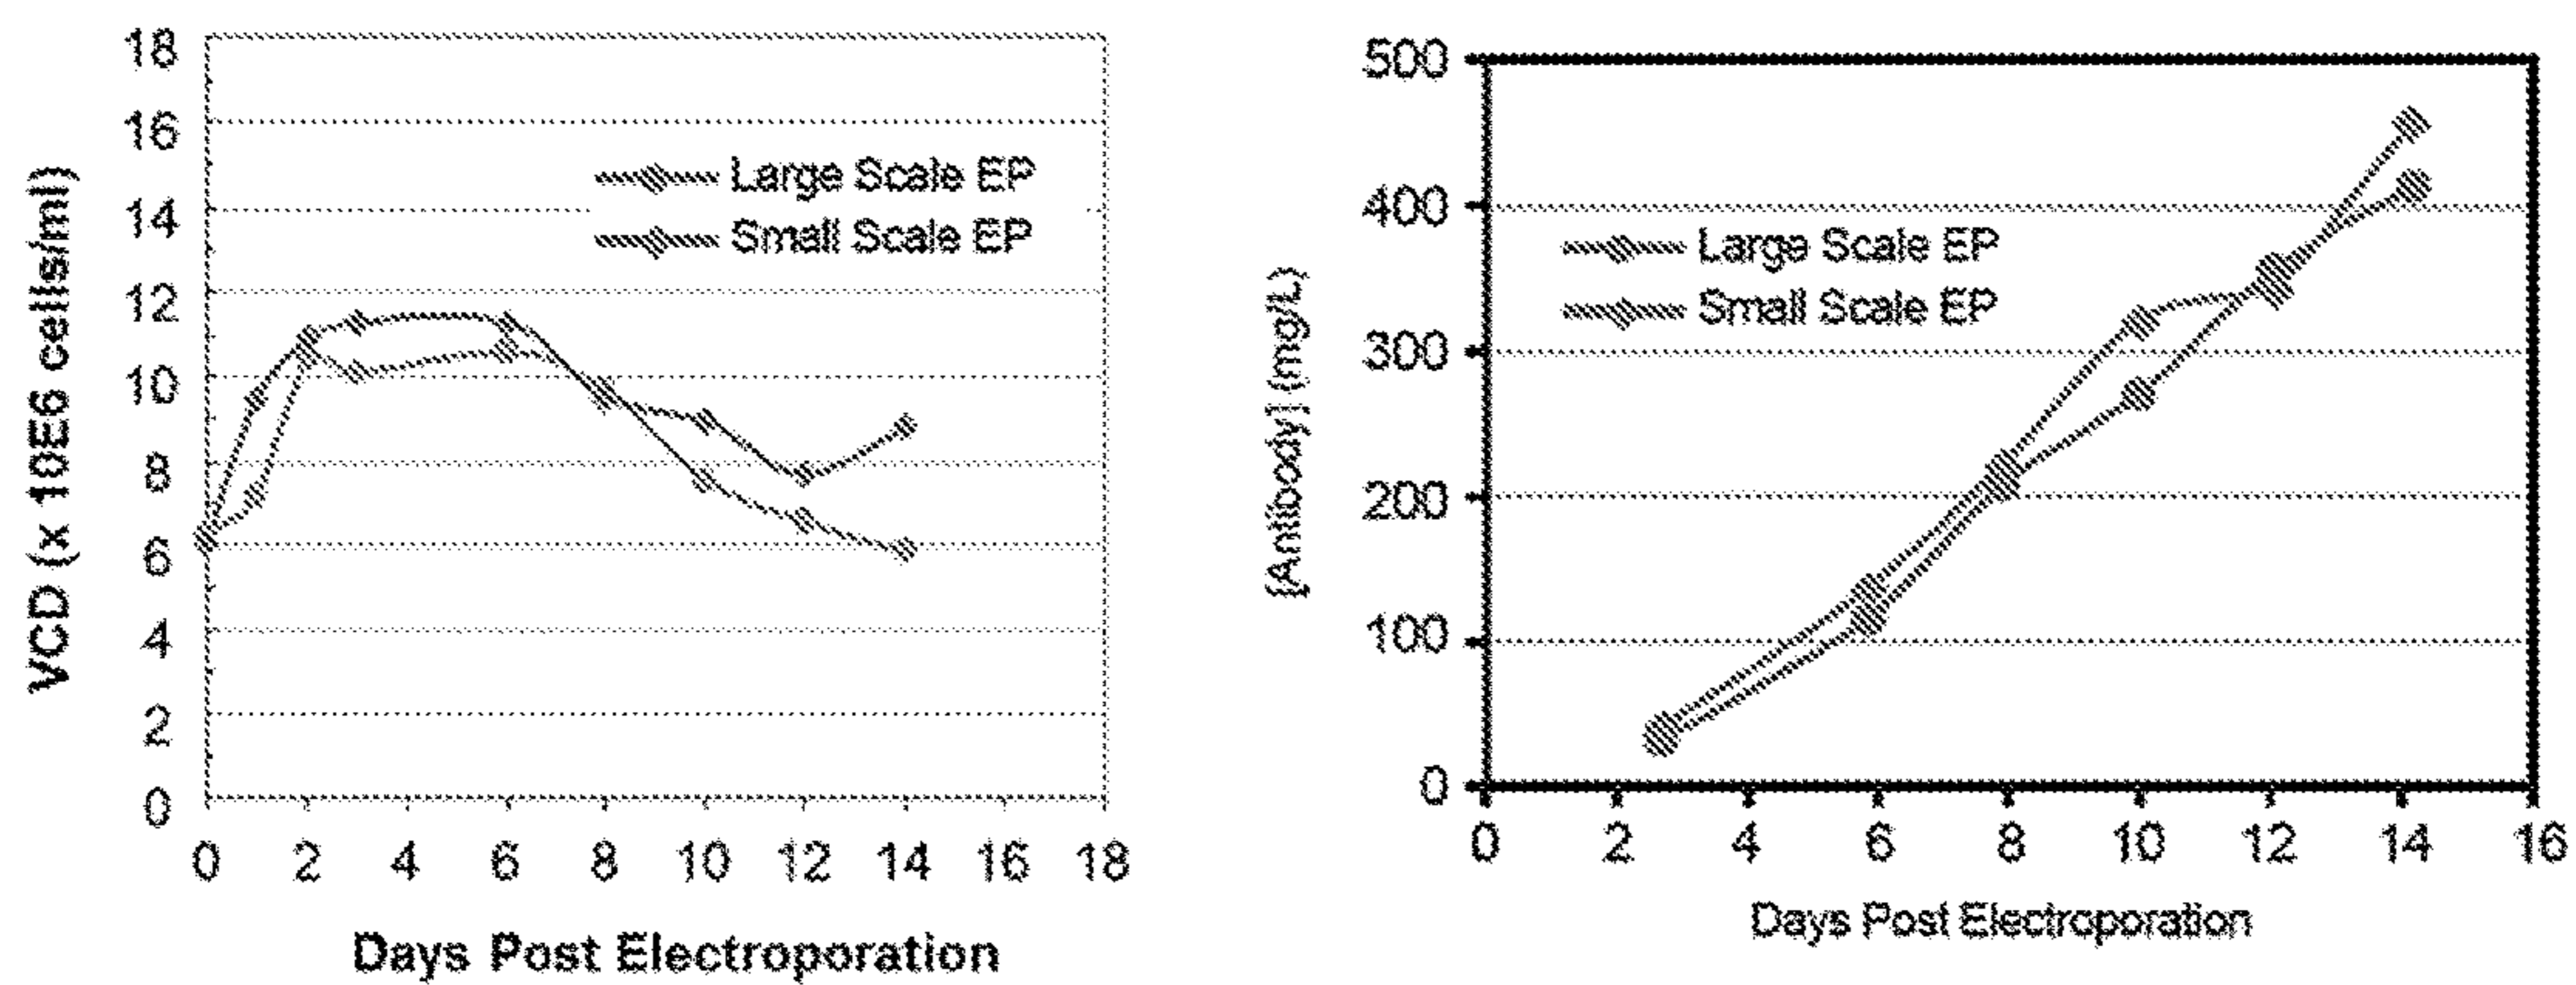 18
16
14
12
10
8
6
4
2
0
VCD (x 10E6 cells/ml)
Large Scale EP
Small Scale EP
0 2 4 6 8 10 12 14 16 18
Days Post Electroporation
500
400
300
200
100
0
[Antibody] (mg/L)
Large Scale EP
Small Scale EP
0 2 4 6 8 10 12 14 16
Days Post Electroporation